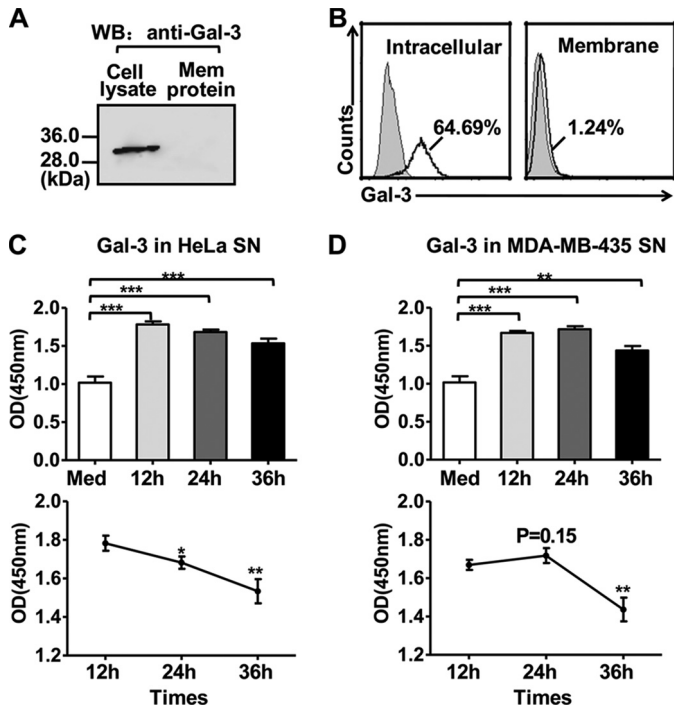 A
WB: anti-Gal-3
Cell lysate
Mem protein
36.0
28.0
(kDa)
B
Intracellular
Membrane
64.69%
1.24%
Counts
Gal-3
C
Gal-3 in HeLa SN
***
***
***
OD(450nm)
2.0
1.5
1.0
0.5
0.0
Med 12h 24h 36h
OD(450nm)
1.8
1.6
1.4
1.2
2.0
*
**
12h 24h 36h
Times
D
Gal-3 in MDA-MB-435 SN
**
***
***
OD(450nm)
2.0
1.5
1.0
0.5
0.0
Med 12h 24h 36h
OD(450nm)
2.0
1.8
1.6
1.4
1.2
P=0.15
**
12h 24h 36h
Times